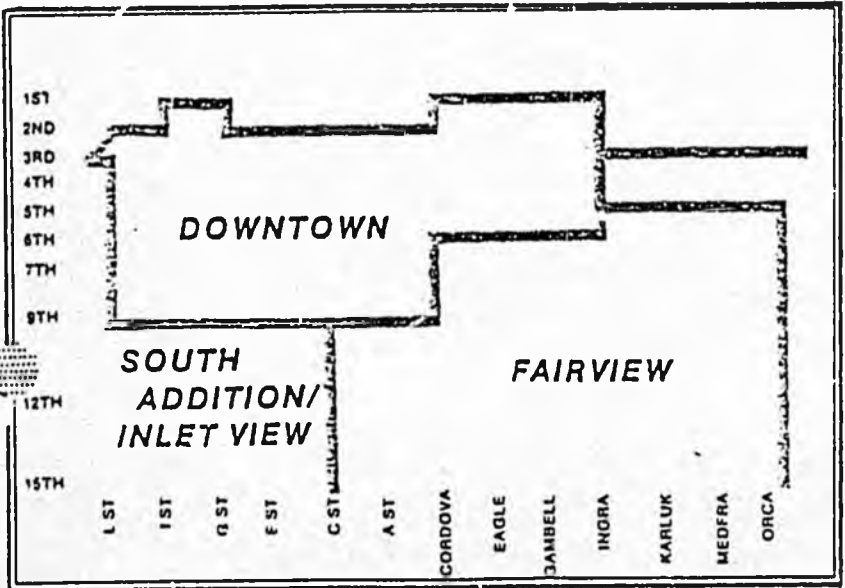 1ST
2ND
3RD
4TH
5TH
6TH
7TH
9TH
12TH
15TH
DOWNTOWN
SOUTH
ADDITION/
INLET VIEW
FAIRVIEW
L ST
I ST
G ST
E ST
C ST
A ST
CORDOVA
EAGLE
GAMBELL
INGRA
KARLUK
MEDFRA
ORCA